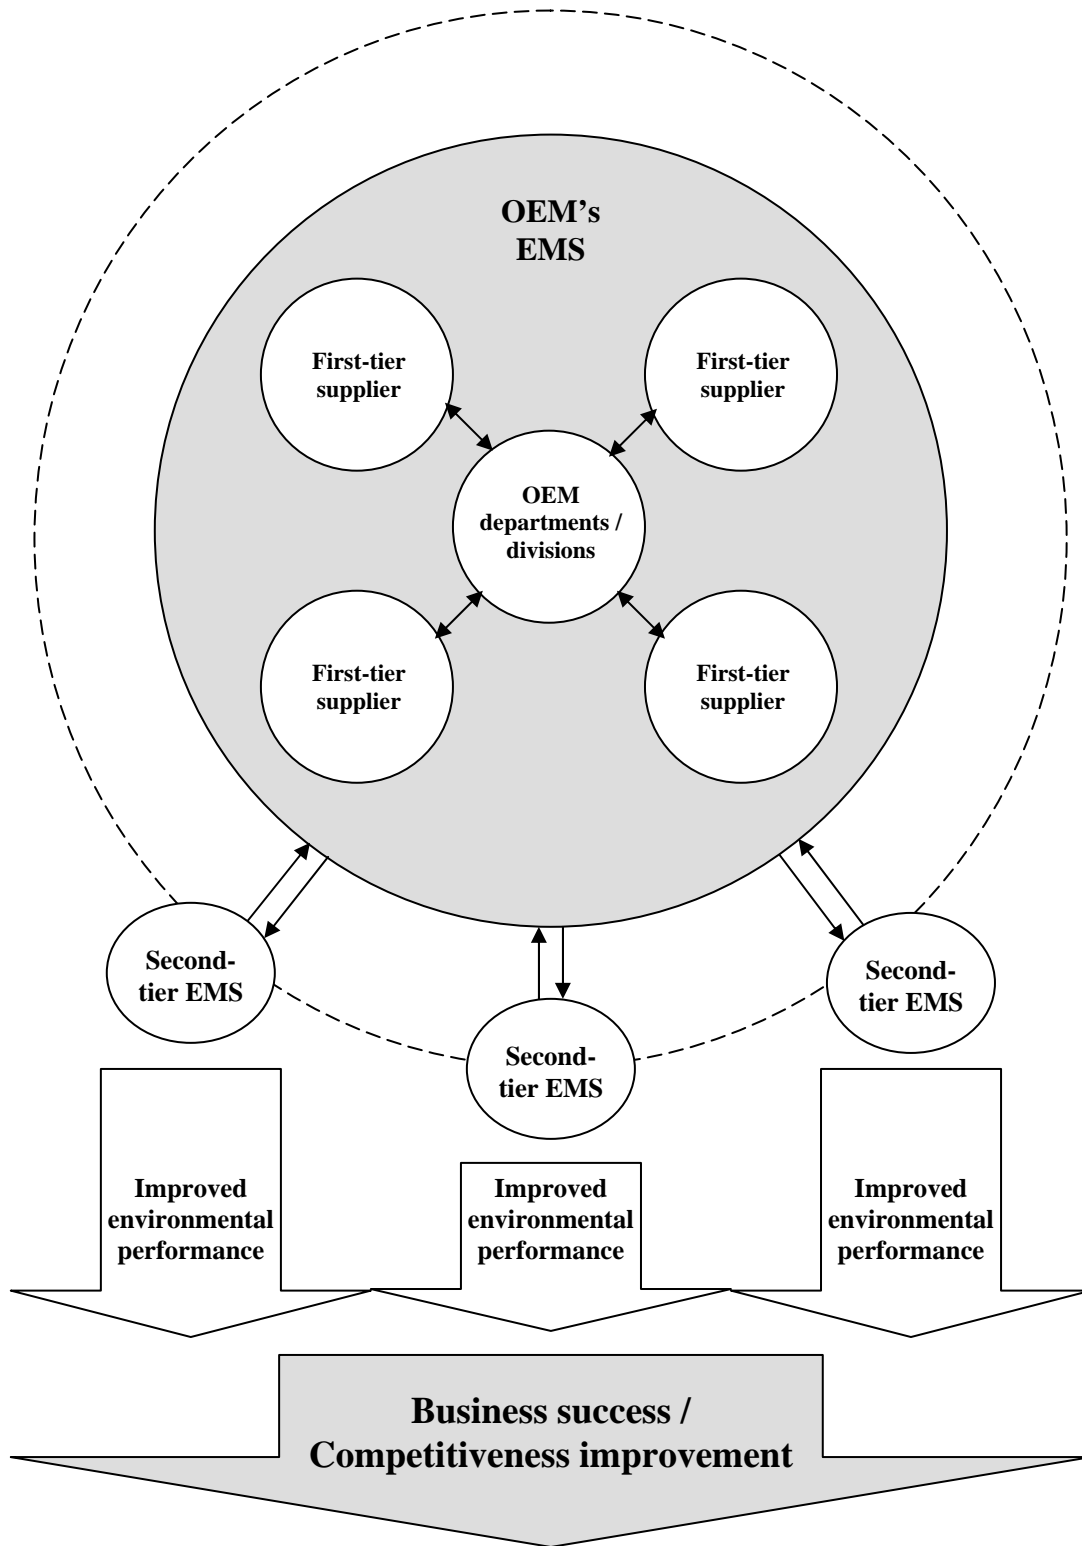 OEM’s
EMS
First-tier
supplier
First-tier
supplier
OEM
departments /
divisions
First-tier
supplier
First-tier
supplier
Second-
tier EMS
Second-
tier EMS
Second-
tier EMS
Improved
environmental
performance
Improved
environmental
performance
Improved
environmental
performance
Business success /
Competitiveness improvement